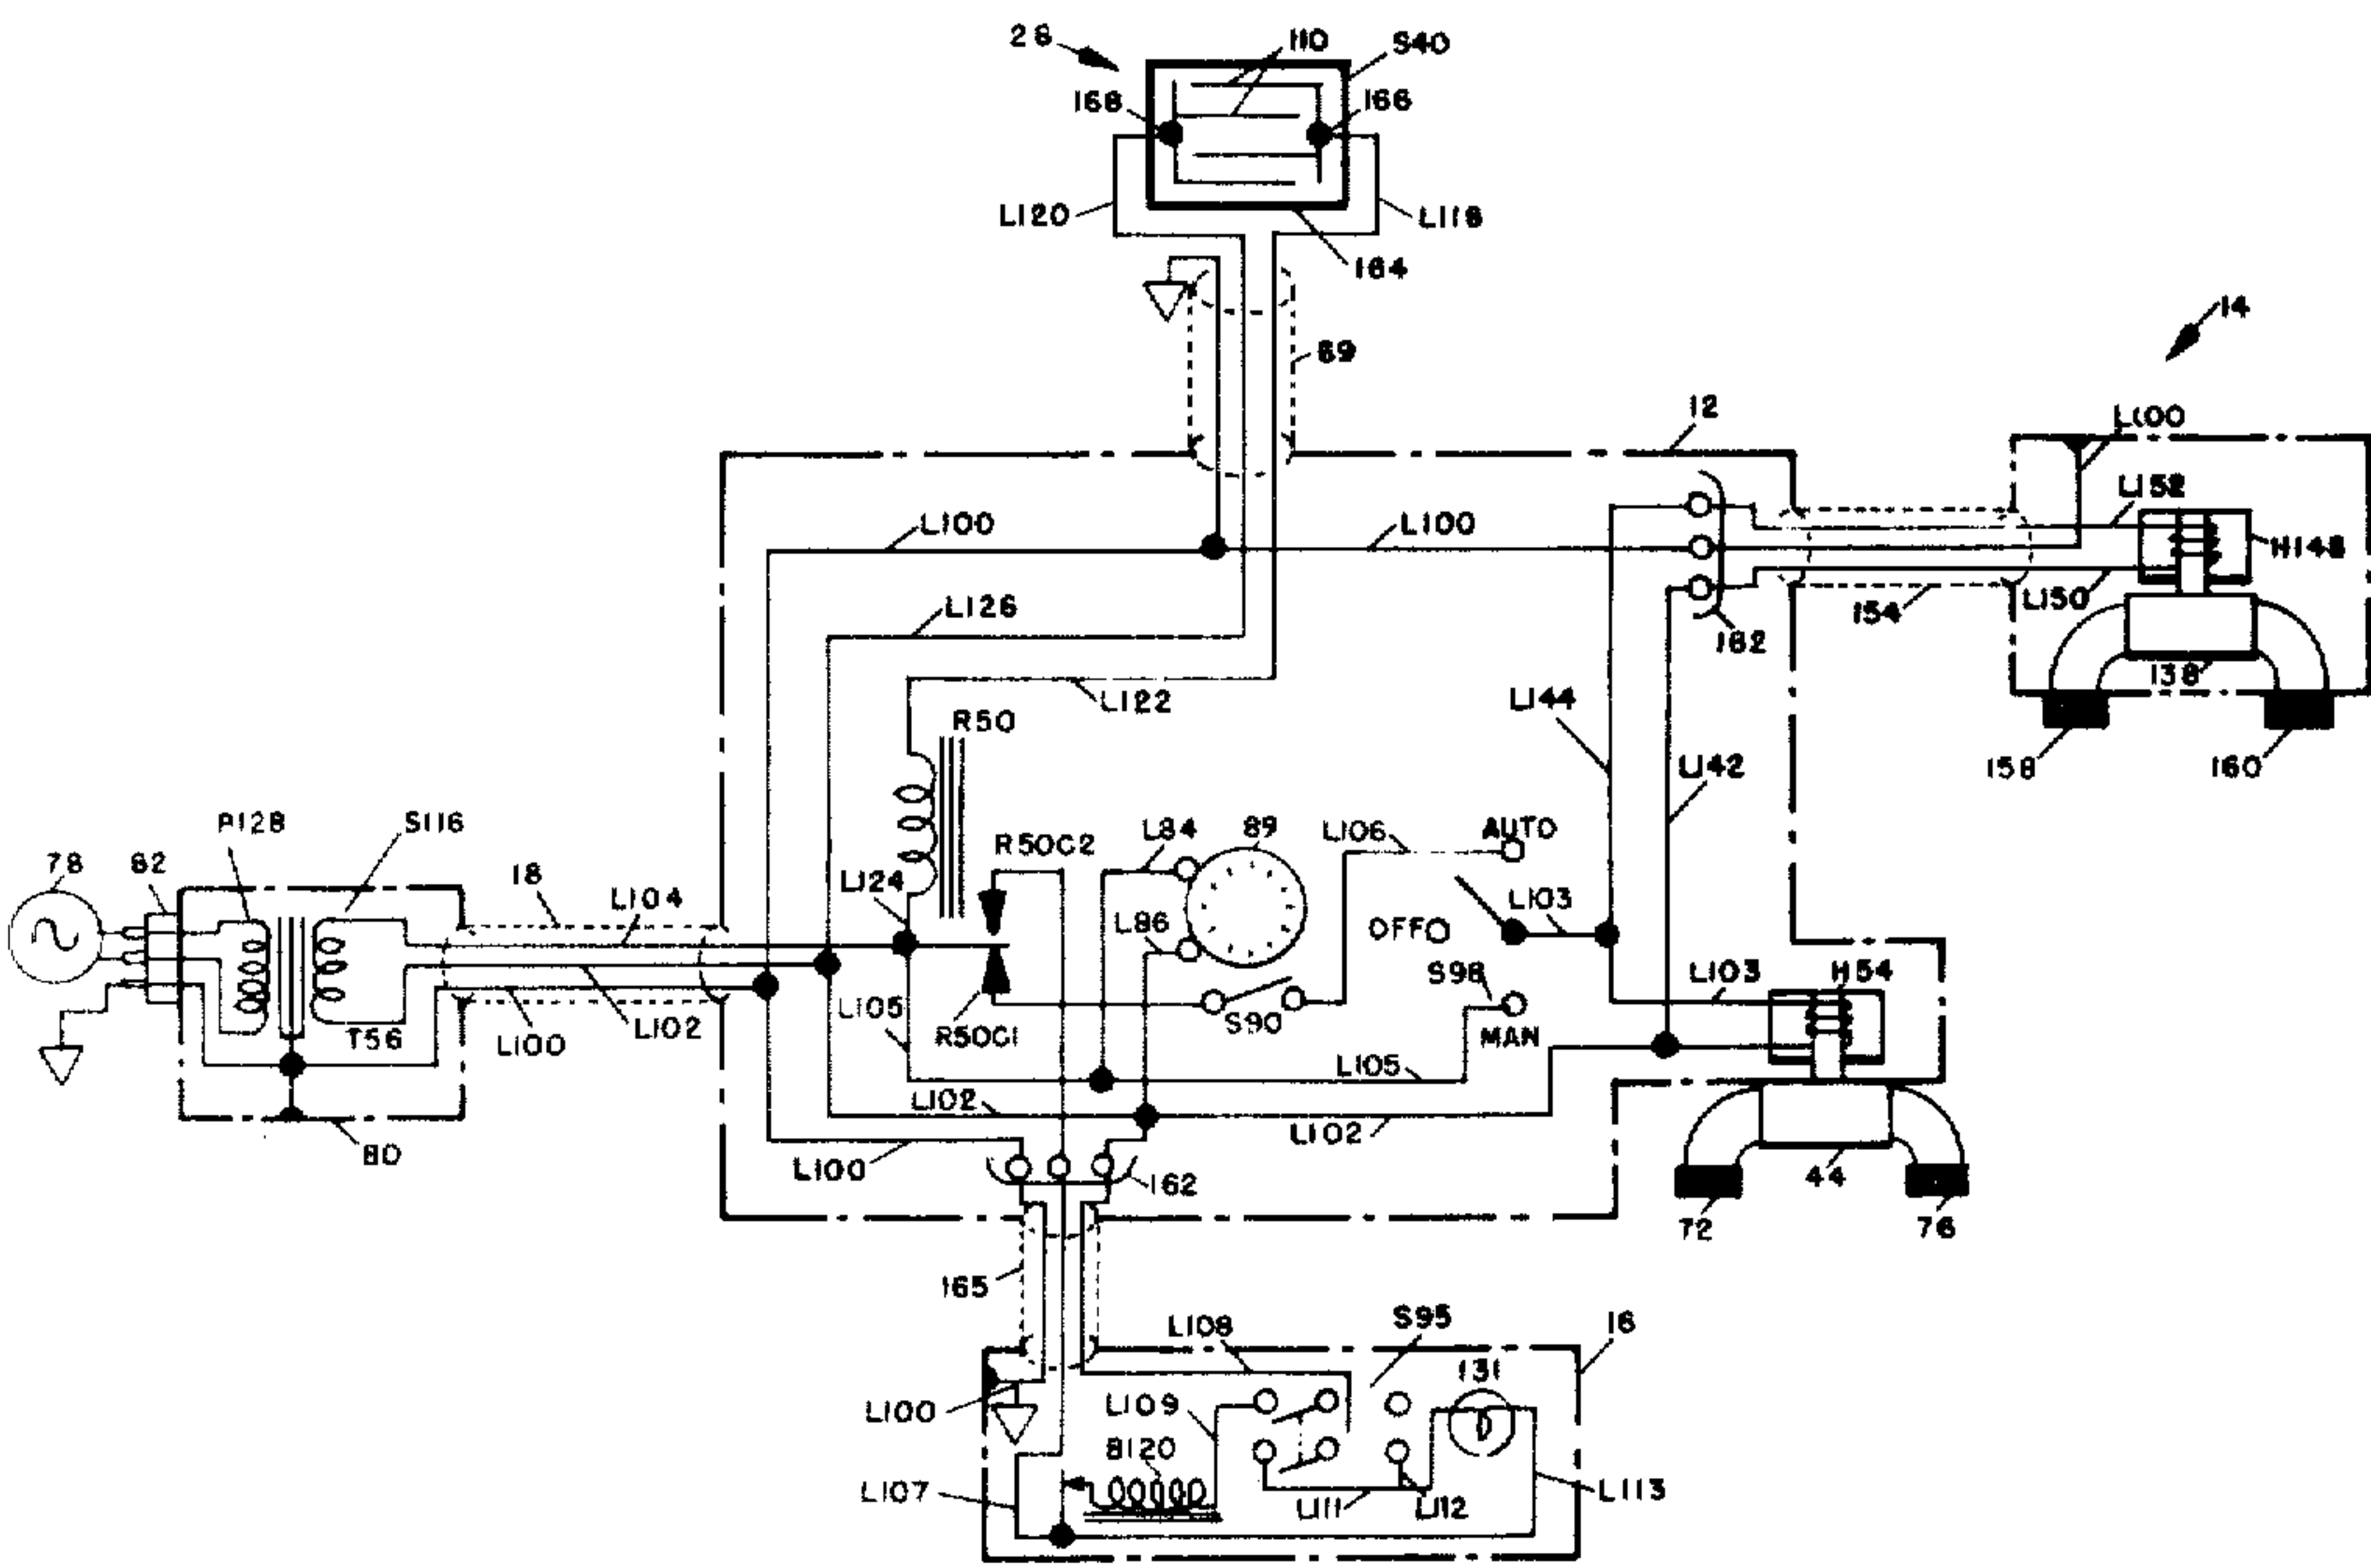 28
110
S40
168
166
L120
L118
164
69
14
12
L100
L152
L100
L100
H148
L126
154
L150
162
138
L122
L144
R50
158
160
L142
P128
S116
R50C2
L84
89
L106
AUTO
78
82
18
L104
L124
L86
OFF
L103
S98
L103
H54
L105
R50C1
S90
MAN
T56
L100
L102
L105
L102
L102
80
L100
162
44
72
76
165
L108
S95
16
131
L100
L109
B120
L107
L111
L112
L113